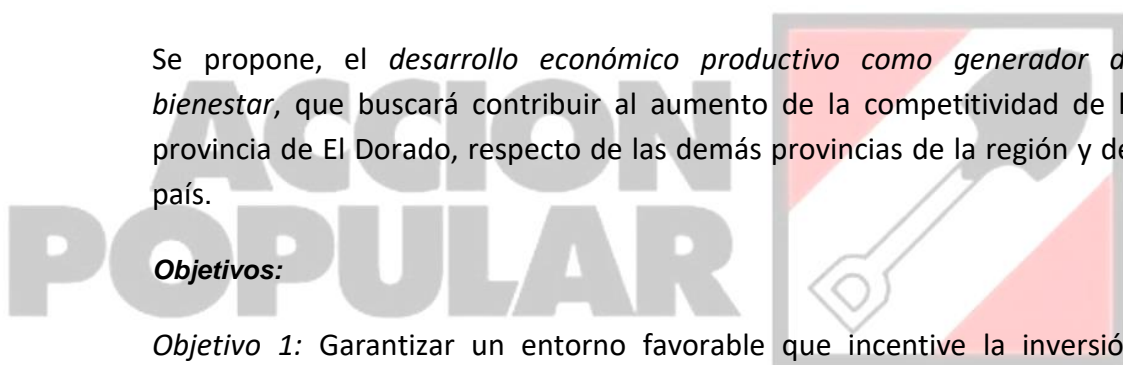 Se propone, el desarrollo económico productivo como generador d
bienestar, que buscará contribuir al aumento de la competitividad de l
provincia de El Dorado, respecto de las demás provincias de la región y de
país.
ACCION
POPULAR
Objetivos:
Objetivo 1: Garantizar un entorno favorable que incentive la inversió